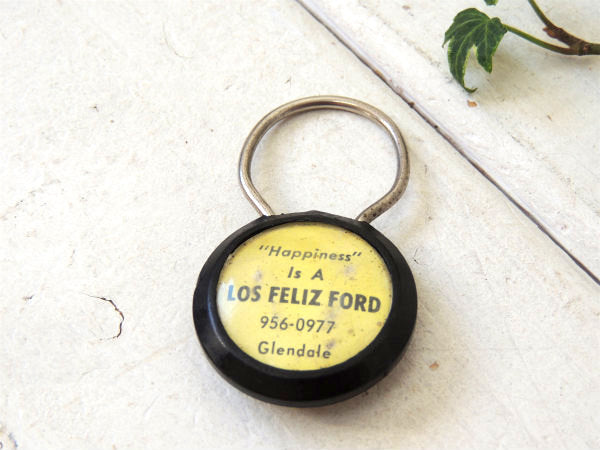 "Happiness"
Is A
LOS FELIZ FORD
956-0977
Glendale